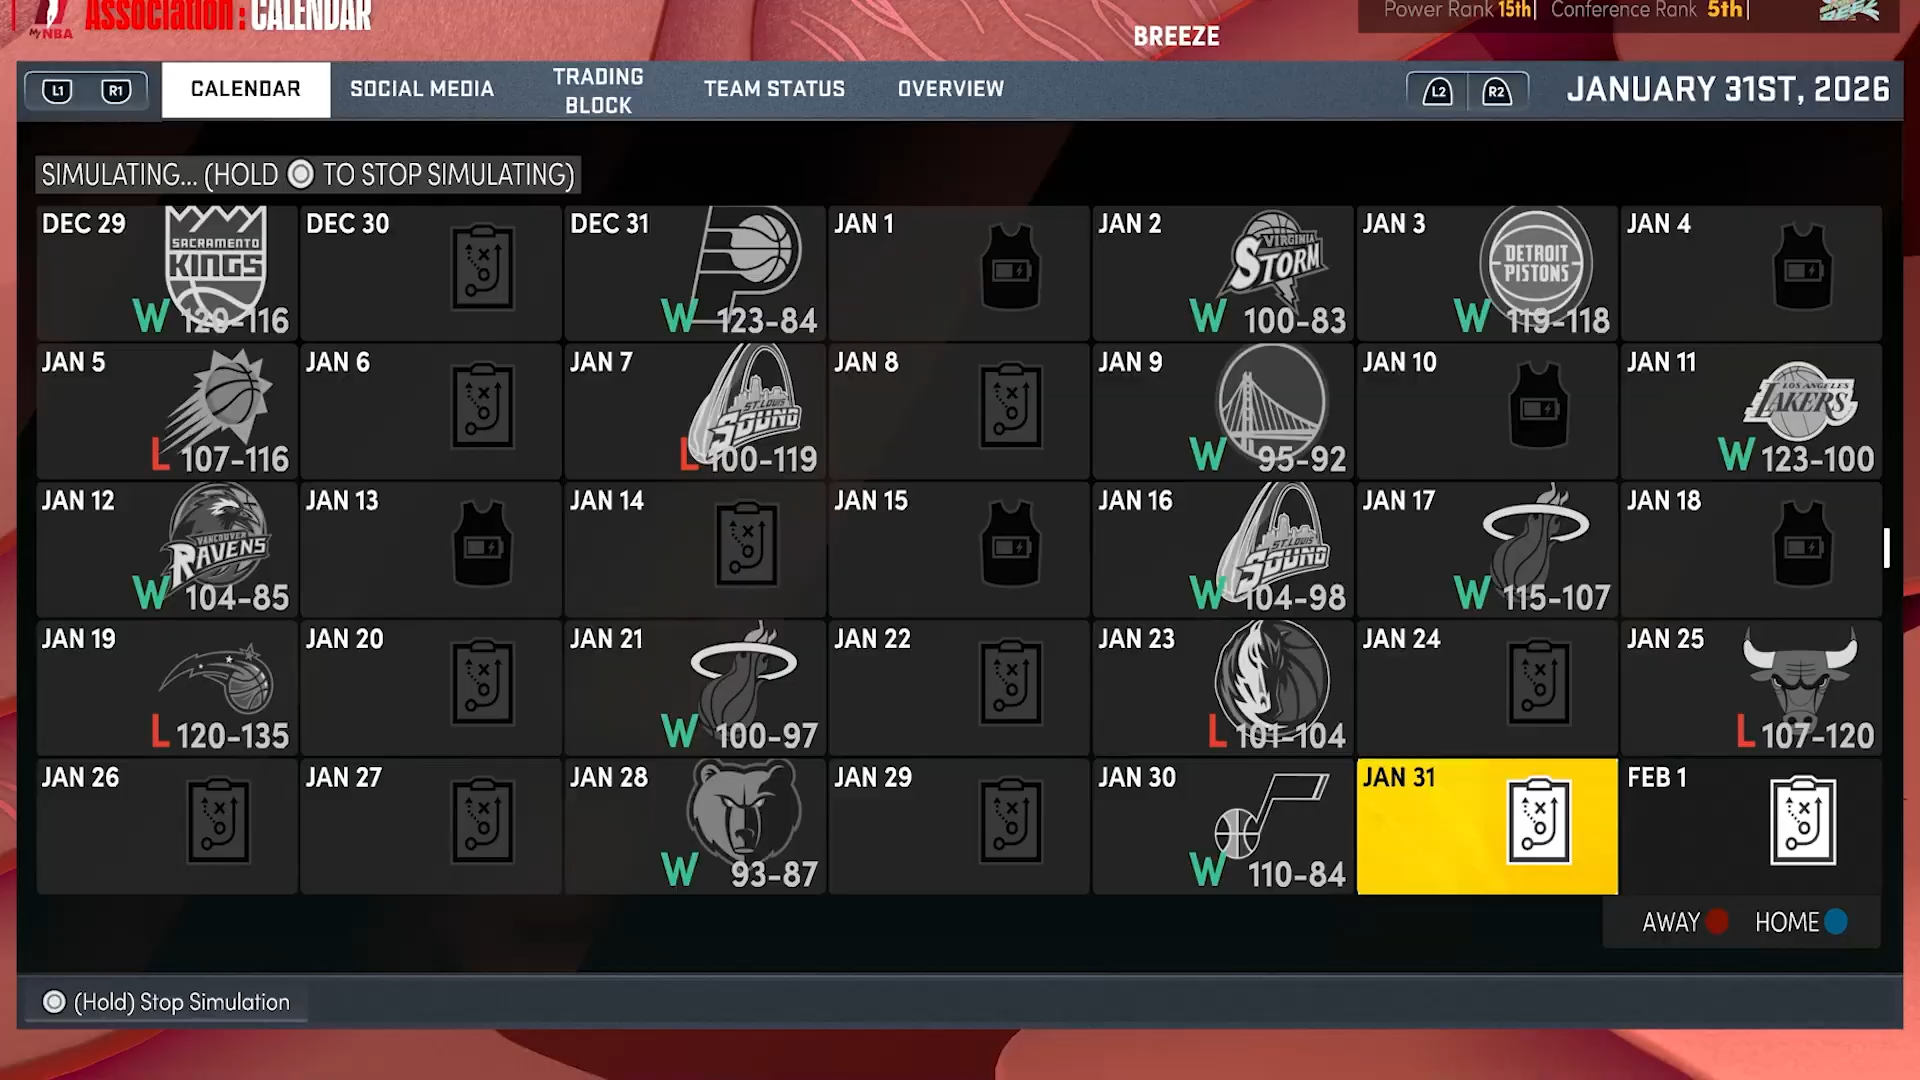 Association : CALENDAR
MyNBA
Power Rank 15th| Conference Rank 5th|
BREEZE
L1 R1
CALENDAR
SOCIAL MEDIA
TRADING
BLOCK
TEAM STATUS
OVERVIEW
L2 R2
JANUARY 31ST, 2026
SIMULATING... (HOLD TO STOP SIMULATING)
DEC 29 SACRAMENTO KINGS W 120-116
DEC 30
DEC 31 W 123-84
JAN 1
JAN 2 VIRGINIA STORM W 100-83
JAN 3 DETROIT PISTONS W 119-118
JAN 4
JAN 5 L 107-116
JAN 6
JAN 7 ST. LOUIS SOUND L 100-119
JAN 8
JAN 9 W 95-92
JAN 10
JAN 11 LOS ANGELES LAKERS W 123-100
JAN 12 VANCOUVER RAVENS W 104-85
JAN 13
JAN 14
JAN 15
JAN 16 ST. LOUIS SOUND W 104-98
JAN 17 W 115-107
JAN 18
JAN 19 L 120-135
JAN 20
JAN 21 W 100-97
JAN 22
JAN 23 L 101-104
JAN 24
JAN 25 L 107-120
JAN 26
JAN 27
JAN 28 W 93-87
JAN 29
JAN 30 W 110-84
JAN 31
FEB 1
AWAY HOME
(Hold) Stop Simulation